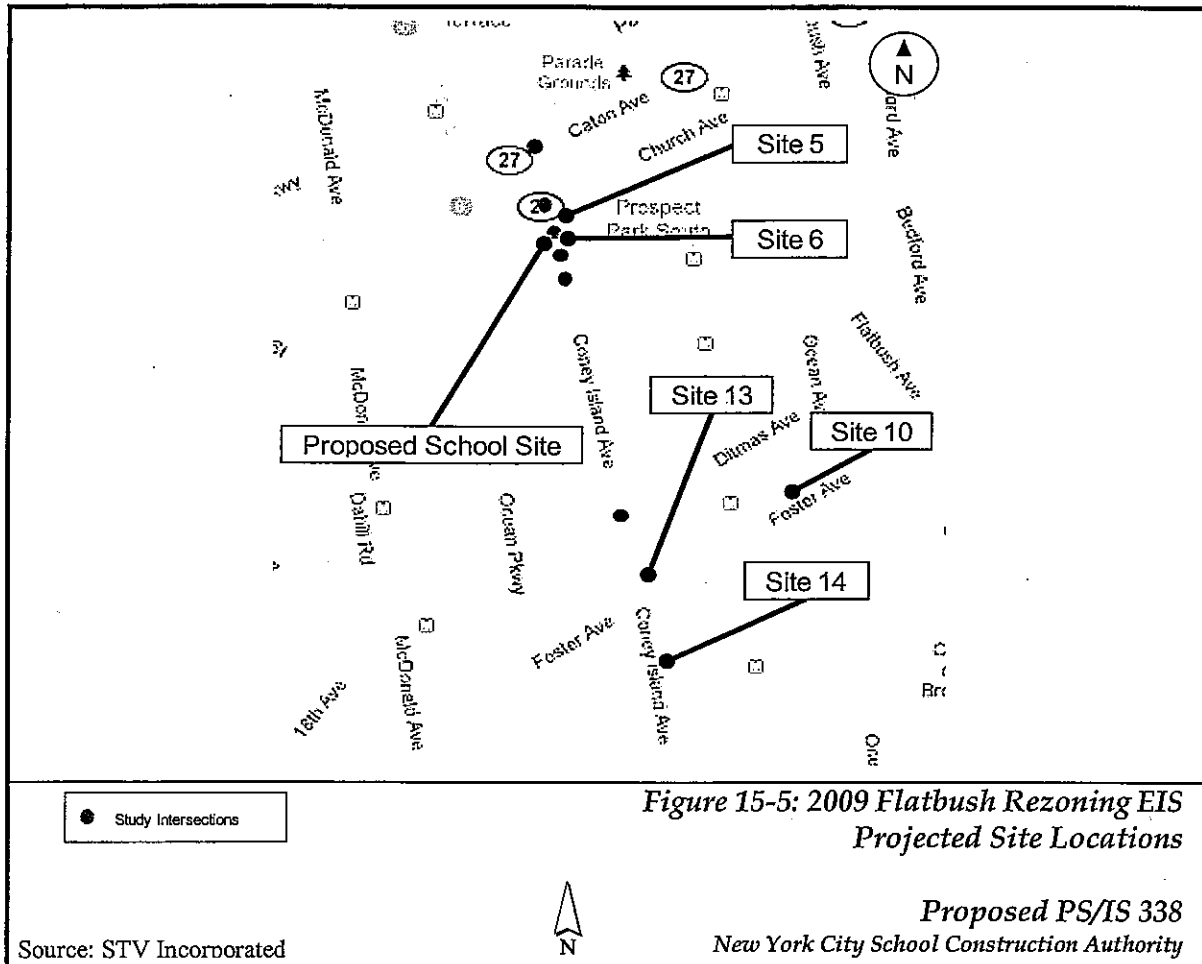 Terrace
Parade
Grounds
27
N
McDonald Ave
Caton Ave
Church Ave
Site 5
27
Prospect
Park South
Site 6
Bedford Ave
Flatbush Ave
Coney Island Ave
Ocean Ave
Site 13
Ditmas Ave
Site 10
Proposed School Site
Foster Ave
Dahill Rd
Ocean Pkwy
Site 14
Foster Ave
Coney Island Ave
McDonald Ave
18th Ave
Study Intersections
Figure 15-5: 2009 Flatbush Rezoning EIS
Projected Site Locations
Proposed PS/IS 338
New York City School Construction Authority
N
Source: STV Incorporated